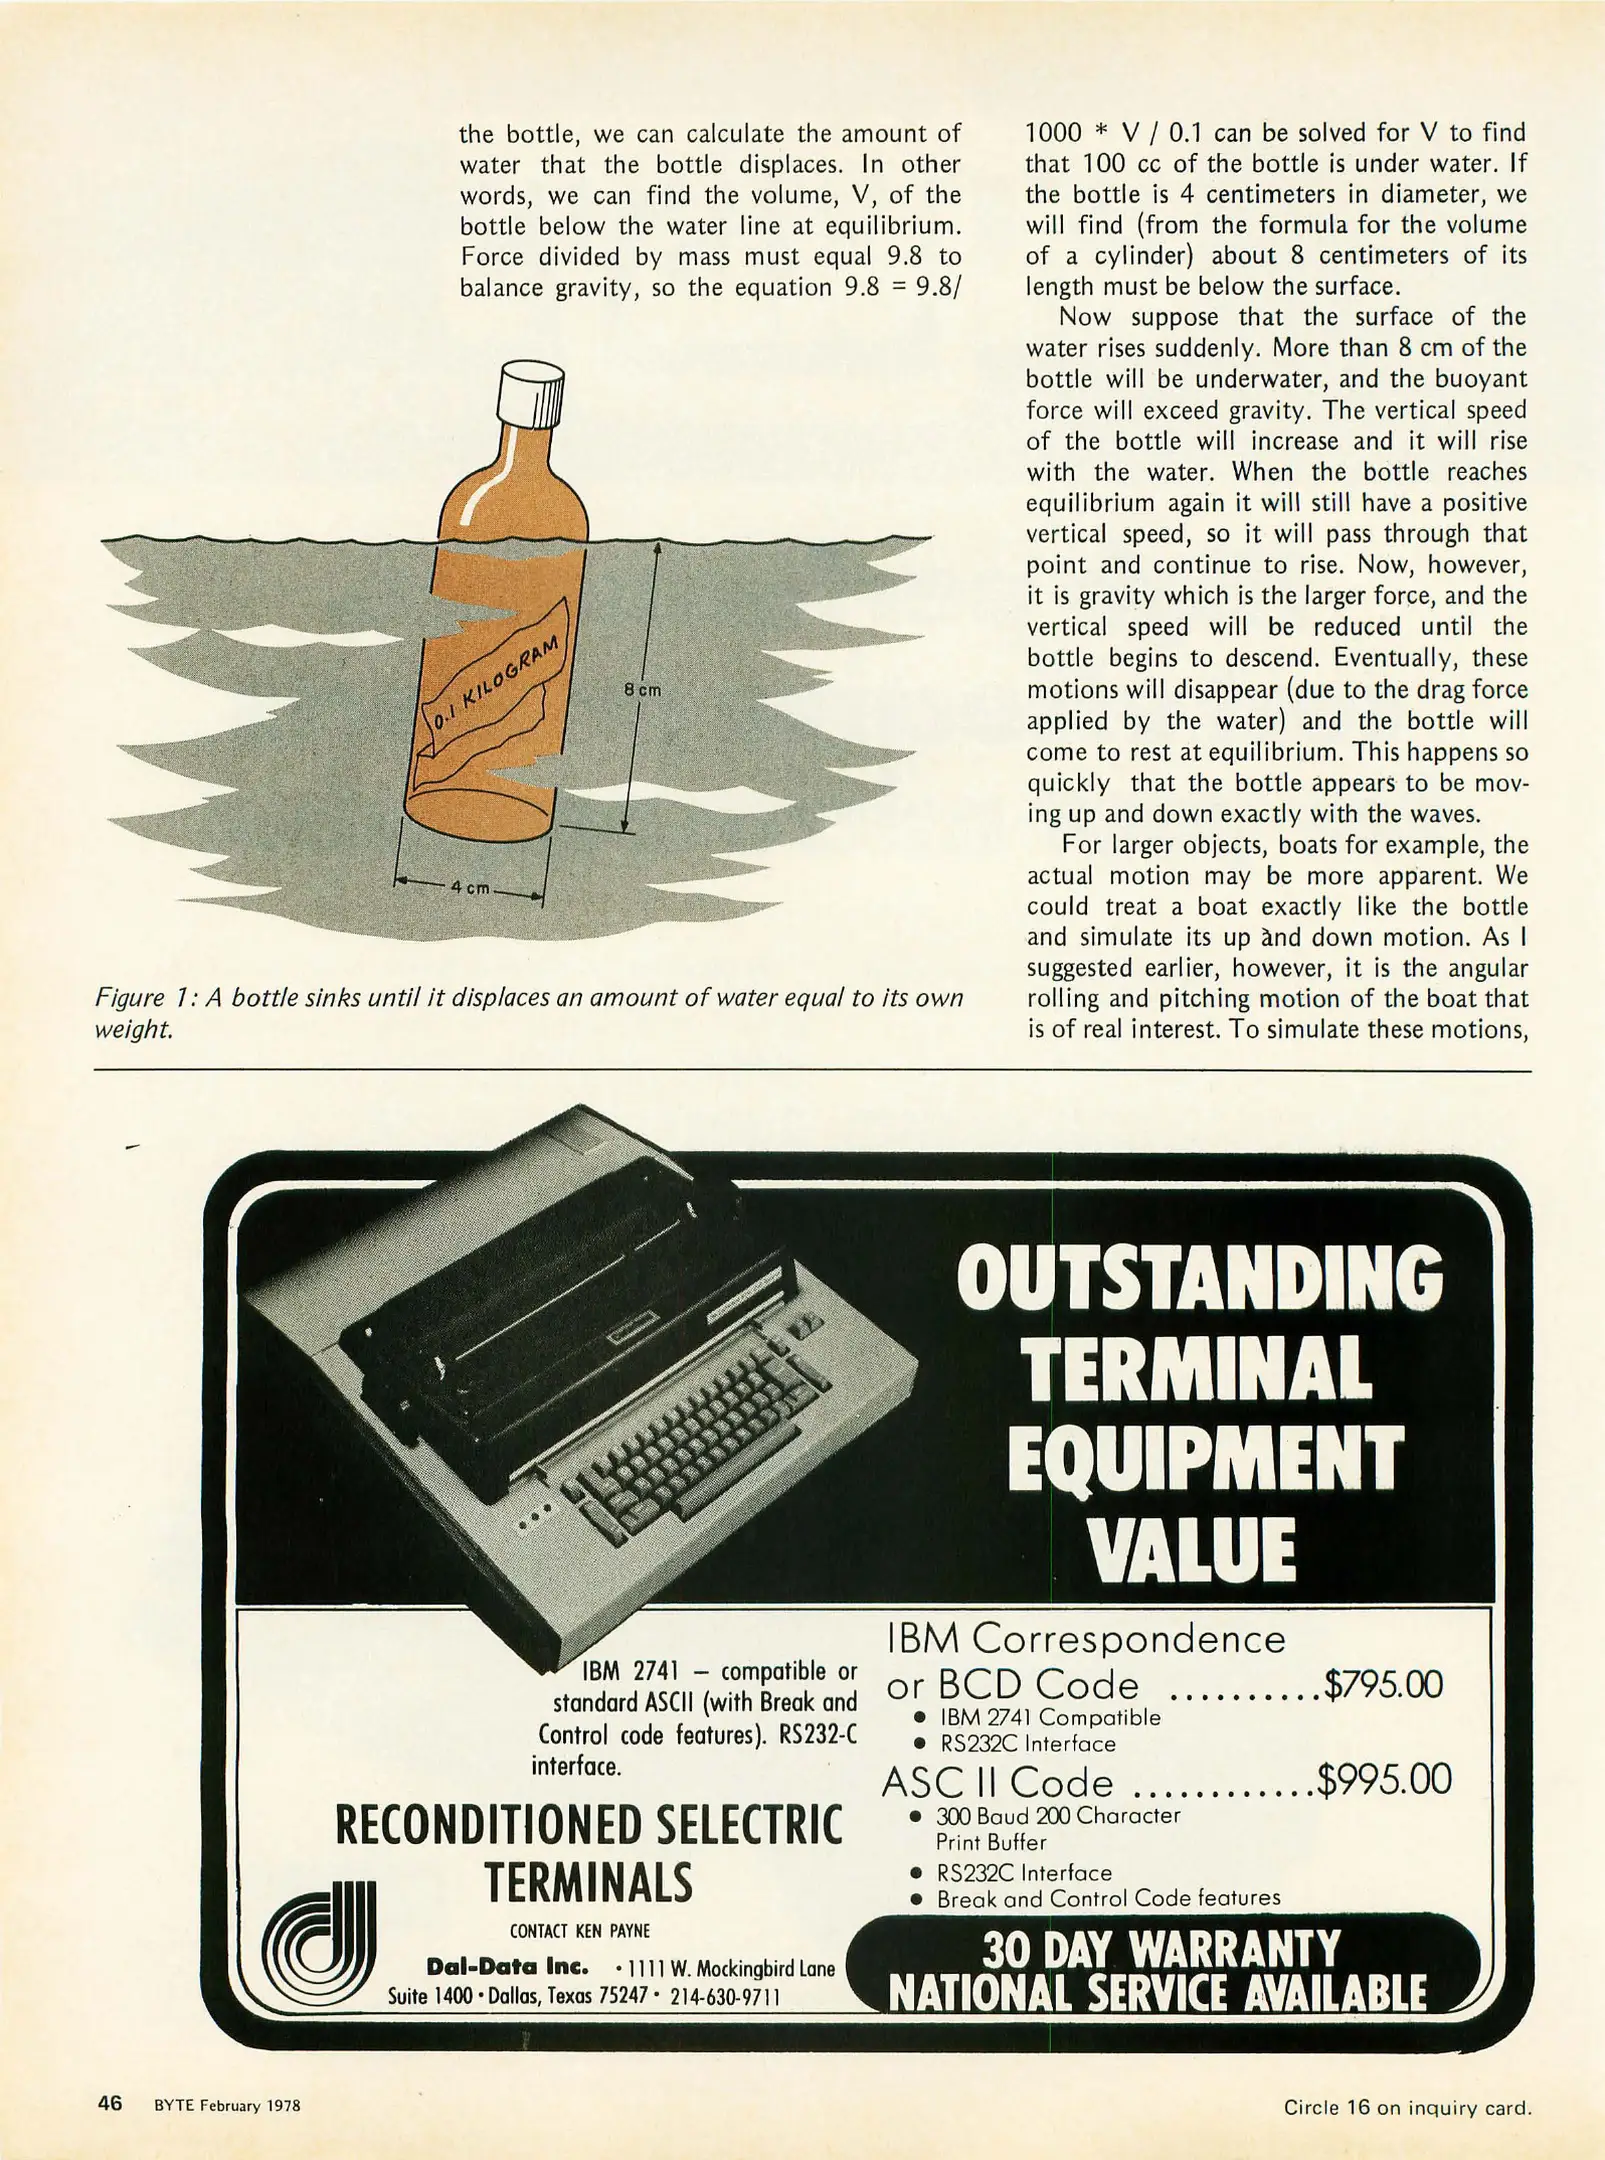 the bottle, we can calculate the amount of
water that the bottle displaces. In other
words, we can find the volume, V, of the
bottle below the water line at equilibrium.
Force divided by mass must equal 9.8 to
balance gravity, so the equation 9.8 = 9.8/
0.1 KILOGRAM
8 cm
4 cm
Figure 1: A bottle sinks until it displaces an amount of water equal to its own
weight.
1000 * V / 0.1 can be solved for V to find
that 100 cc of the bottle is under water. If
the bottle is 4 centimeters in diameter, we
will find (from the formula for the volume
of a cylinder) about 8 centimeters of its
length must be below the surface.
Now suppose that the surface of the
water rises suddenly. More than 8 cm of the
bottle will be underwater, and the buoyant
force will exceed gravity. The vertical speed
of the bottle will increase and it will rise
with the water. When the bottle reaches
equilibrium again it will still have a positive
vertical speed, so it will pass through that
point and continue to rise. Now, however,
it is gravity which is the larger force, and the
vertical speed will be reduced until the
bottle begins to descend. Eventually, these
motions will disappear (due to the drag force
applied by the water) and the bottle will
come to rest at equilibrium. This happens so
quickly that the bottle appears to be mov-
ing up and down exactly with the waves.
For larger objects, boats for example, the
actual motion may be more apparent. We
could treat a boat exactly like the bottle
and simulate its up and down motion. As I
suggested earlier, however, it is the angular
rolling and pitching motion of the boat that
is of real interest. To simulate these motions,
OUTSTANDING
TERMINAL
EQUIPMENT
VALUE
IBM 2741 – compatible or
standard ASCII (with Break and
Control code features). RS232-C
interface.
RECONDITIONED SELECTRIC
TERMINALS
CONTACT KEN PAYNE
Dal-Data Inc. • 1111 W. Mockingbird Lane
Suite 1400 • Dallas, Texas 75247 • 214-630-9711
IBM Correspondence
or BCD Code ..........$795.00
• IBM 2741 Compatible
• RS232C Interface
ASC II Code ............$995.00
• 300 Baud 200 Character
Print Buffer
• RS232C Interface
• Break and Control Code features
30 DAY WARRANTY
NATIONAL SERVICE AVAILABLE
46 BYTE February 1978
Circle 16 on inquiry card.